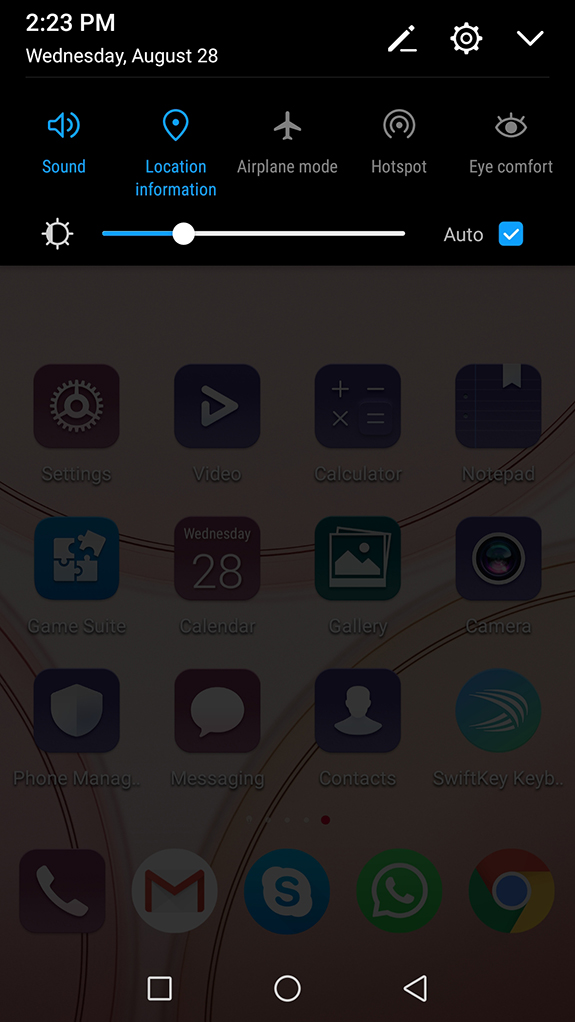 2:23 PM
Wednesday, August 28
Sound
Location
information
Airplane mode
Hotspot
Eye comfort
Auto
Settings
Video
Calculator
Notepad
Wednesday
28
Game Suite
Calendar
Gallery
Camera
Phone Manag..
Messaging
Contacts
SwiftKey Keyb..